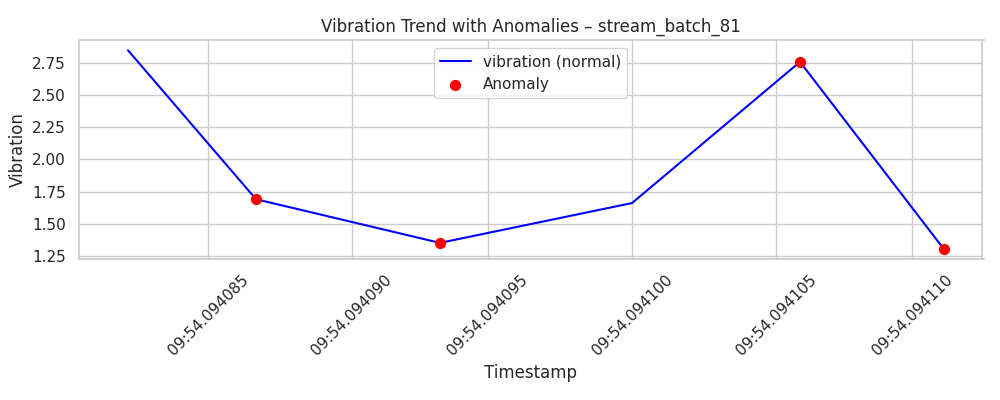 Vibration Trend with Anomalies – stream_batch_81
vibration (normal)
Anomaly
Vibration
2.75
2.50
2.25
2.00
1.75
1.50
1.25
09:54.094085
09:54.094090
09:54.094095
09:54.094100
09:54.094105
09:54.094110
Timestamp